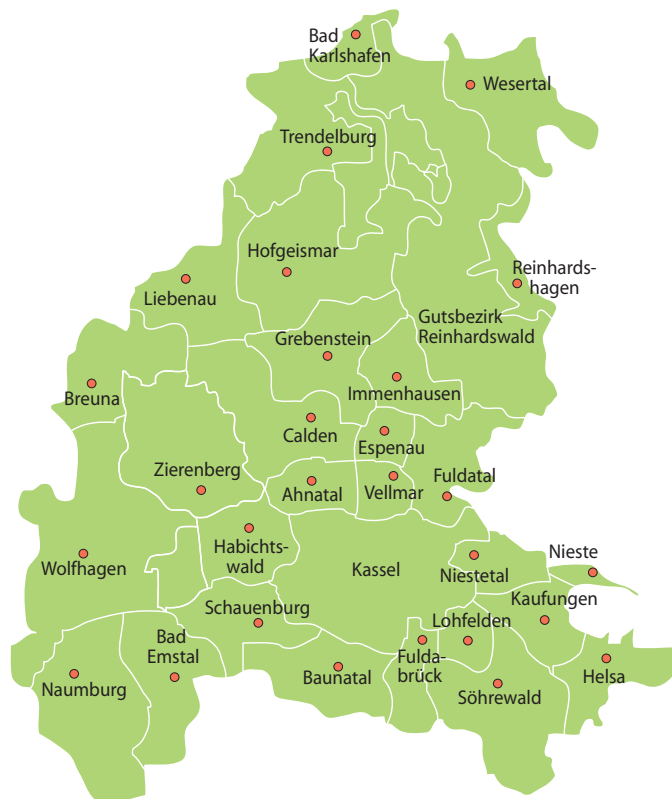 Bad
Karlshafen
Wesertal
Trendelburg
Hofgeismar
Reinhards-
hagen
Liebenau
Gutsbezirk
Reinhardswald
Grebenstein
Immenhausen
Breuna
Calden
Espenau
Zierenberg
Ahnatal
Vellmar
Fuldatal
Habichts-
wald
Wolfhagen
Kassel
Niestetal
Nieste
Kaufungen
Schauenburg
Lohfelden
Bad
Emstal
Fulda-
brück
Naumburg
Baunatal
Söhrewald
Helsa